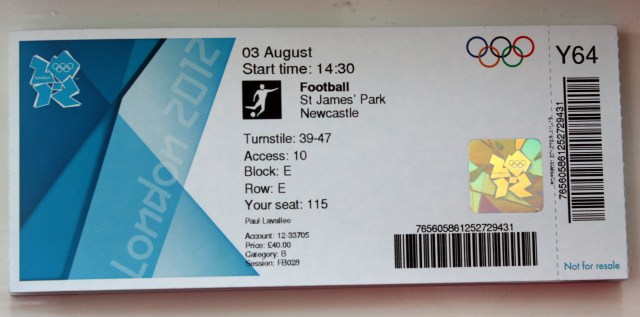 London 2012
03 August
Start time: 14:30
Football
St James' Park
Newcastle
Turnstile: 39-47
Access: 10
Block: E
Row: E
Your seat: 115
Paul Lavallee
Account: 12-33705
Price: £40.00
Category: B
Session: FB028
76560586125272943​1
Y64
765605861252729431
Not for resale